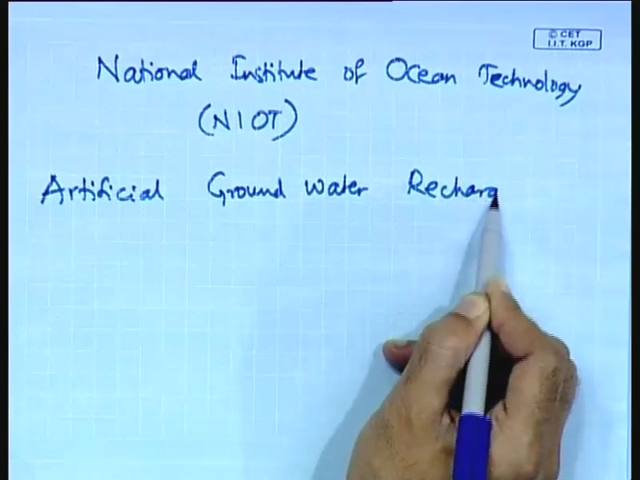 © CET
I.I.T. KGP
National Institute of Ocean Technology
(NIOT)
Artificial Ground water Recharg